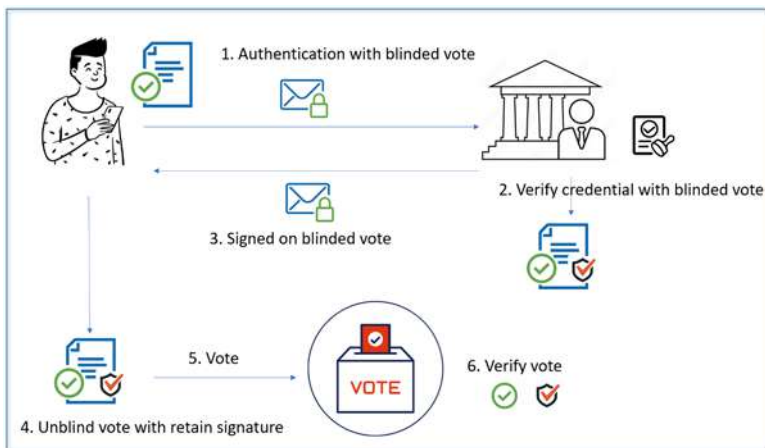 1. Authentication with blinded vote
2. Verify credential with blinded vote
3. Signed on blinded vote
5. Vote
VOTE
6. Verify vote
4. Unblind vote with retain signature